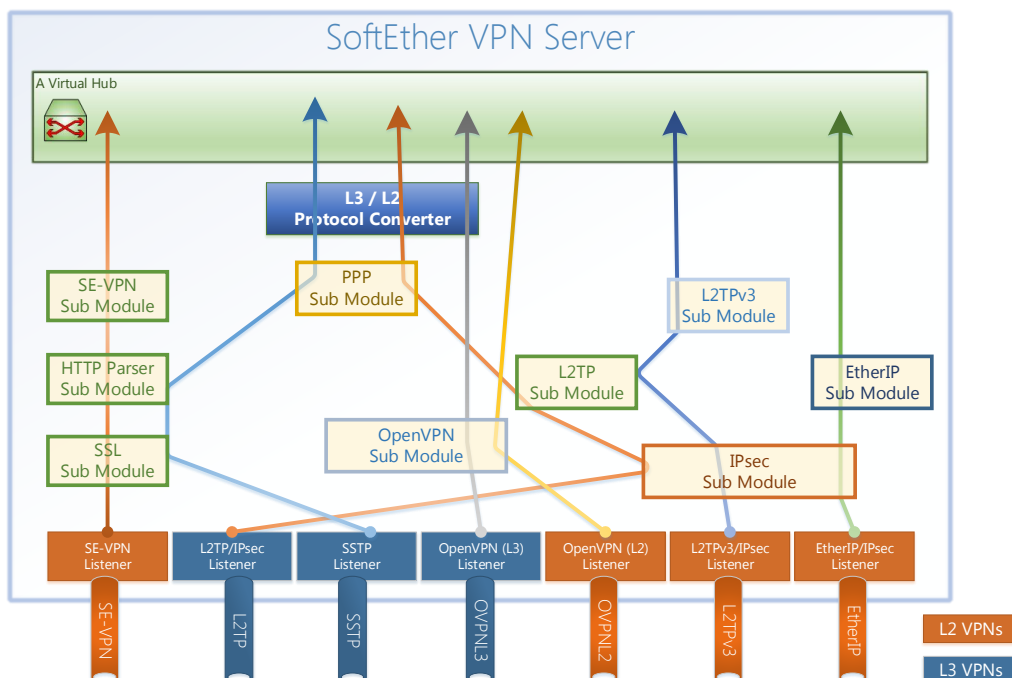 SoftEther VPN Server
A Virtual Hub
L3 / L2
Protocol Converter
PPP
Sub Module
SE-VPN
Sub Module
L2TPv3
Sub Module
HTTP Parser
Sub Module
L2TP
Sub Module
EtherIP
Sub Module
OpenVPN
Sub Module
SSL
Sub Module
IPsec
Sub Module
SE-VPN
Listener
L2TP/IPsec
Listener
SSTP
Listener
OpenVPN (L3)
Listener
OpenVPN (L2)
Listener
L2TPv3/IPsec
Listener
EtherIP/IPsec
Listener
SE-VPN
L2TP
SSTP
OVPNL3
OVPNL2
L2TPv3
EtherIP
L2 VPNs
L3 VPNs